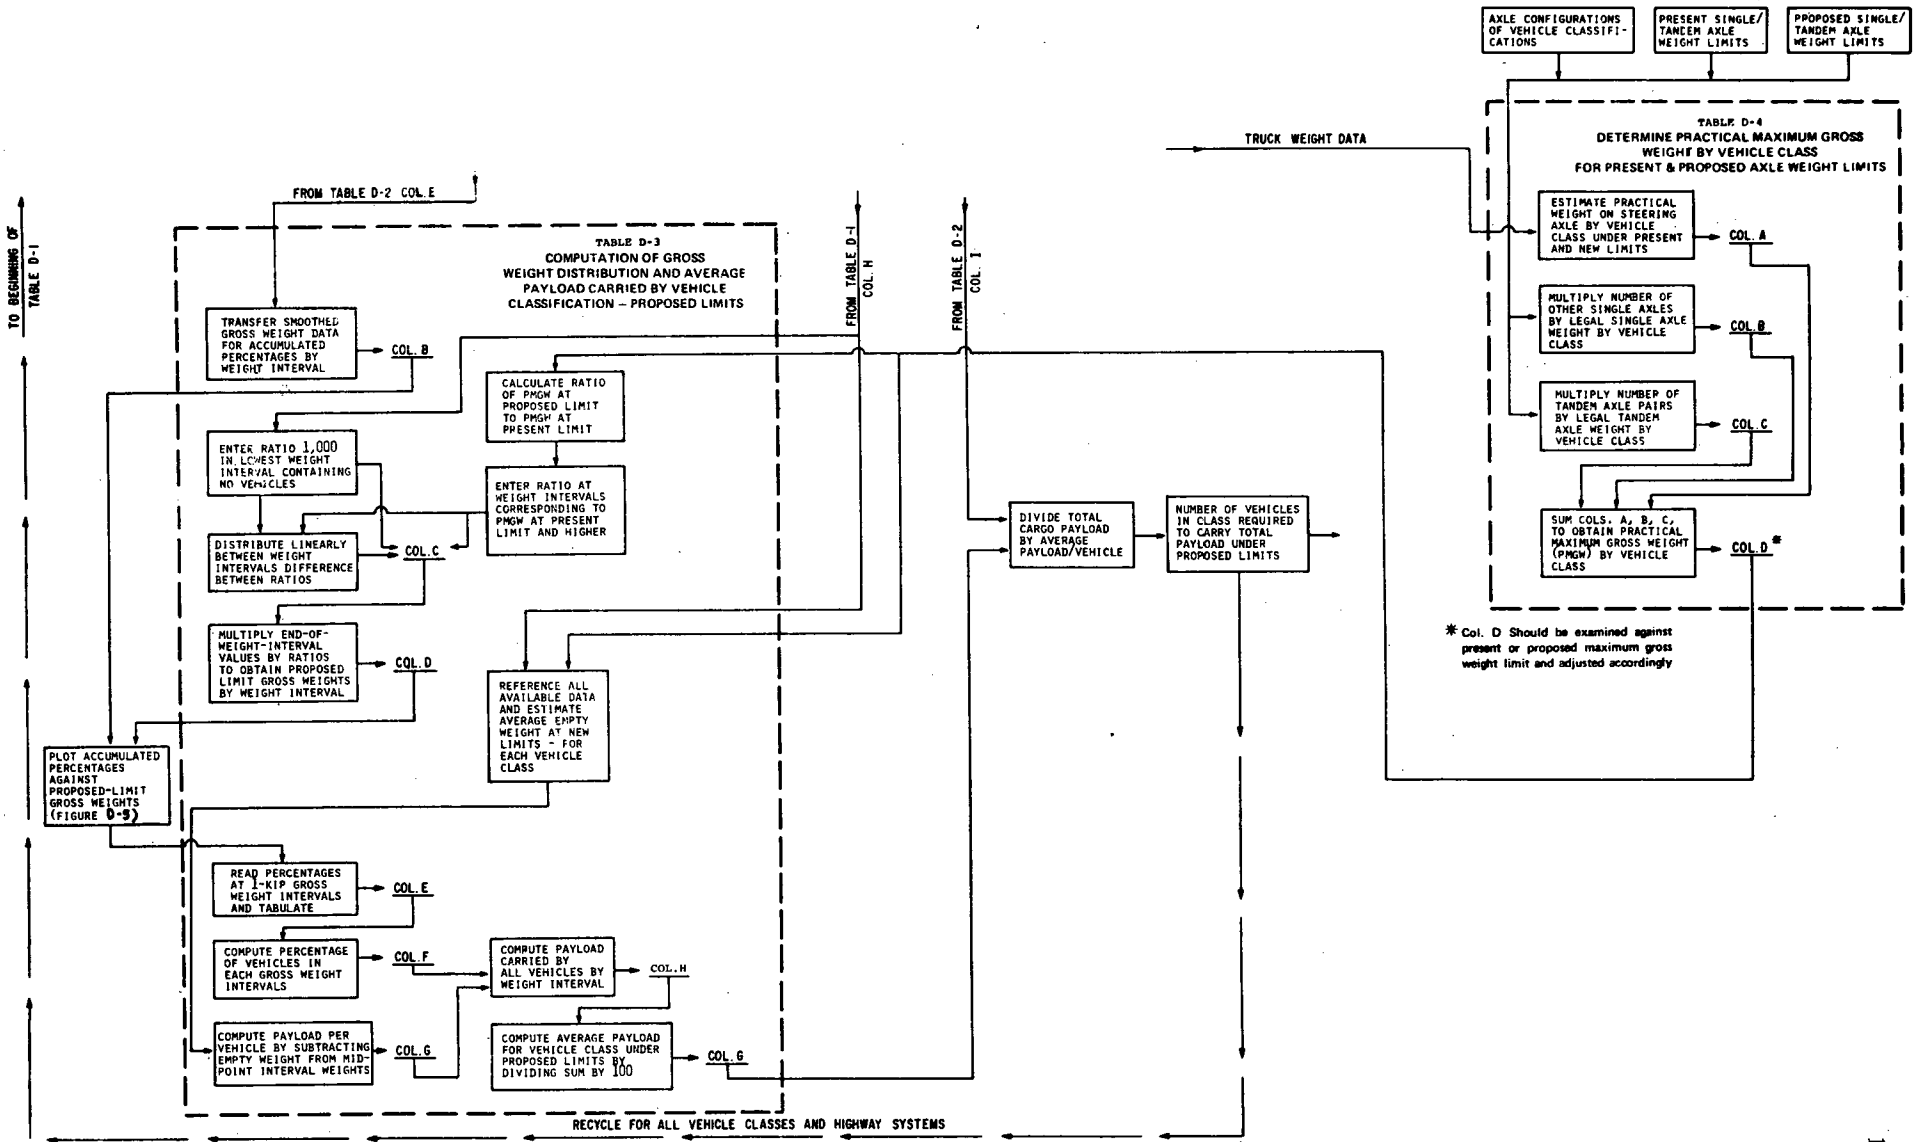 AXLE CONFIGURATIONS
OF VEHICLE CLASSIFI-
CATIONS
PRESENT SINGLE/
TANDEM AXLE
WEIGHT LIMITS
PROPOSED SINGLE/
TANDEM AXLE
WEIGHT LIMITS
TRUCK WEIGHT DATA
TABLE D-4
DETERMINE PRACTICAL MAXIMUM GROSS
WEIGHT BY VEHICLE CLASS
FOR PRESENT & PROPOSED AXLE WEIGHT LIMITS
ESTIMATE PRACTICAL
WEIGHT ON STEERING
AXLE BY VEHICLE
CLASS UNDER PRESENT
AND NEW LIMITS
COL. A
MULTIPLY NUMBER OF
OTHER SINGLE AXLES
BY LEGAL SINGLE AXLE
WEIGHT BY VEHICLE
CLASS
COL. B
MULTIPLY NUMBER OF
TANDEM AXLE PAIRS
BY LEGAL TANDEM
AXLE WEIGHT BY
VEHICLE CLASS
COL. C
SUM COLS. A, B, C,
TO OBTAIN PRACTICAL
MAXIMUM GROSS WEIGHT
(PMGW) BY VEHICLE
CLASS
COL. D *
* Col. D Should be examined against
present or proposed maximum gross
weight limit and adjusted accordingly
TO BEGINNING OF
TABLE D-1
FROM TABLE D-2 COL. E
FROM TABLE D-1
COL. H
FROM TABLE D-2
COL. I
TABLE D-3
COMPUTATION OF GROSS
WEIGHT DISTRIBUTION AND AVERAGE
PAYLOAD CARRIED BY VEHICLE
CLASSIFICATION – PROPOSED LIMITS
TRANSFER SMOOTHED
GROSS WEIGHT DATA
FOR ACCUMULATED
PERCENTAGES BY
WEIGHT INTERVAL
COL. B
CALCULATE RATIO
OF PMGW AT
PROPOSED LIMIT
TO PMGW AT
PRESENT LIMIT
ENTER RATIO 1,000
IN LOWEST WEIGHT
INTERVAL CONTAINING
NO VEHICLES
ENTER RATIO AT
WEIGHT INTERVALS
CORRESPONDING TO
PMGW AT PRESENT
LIMIT AND HIGHER
DISTRIBUTE LINEARLY
BETWEEN WEIGHT
INTERVALS DIFFERENCE
BETWEEN RATIOS
COL. C
MULTIPLY END-OF-
WEIGHT-INTERVAL
VALUES BY RATIOS
TO OBTAIN PROPOSED
LIMIT GROSS WEIGHTS
BY WEIGHT INTERVAL
COL. D
REFERENCE ALL
AVAILABLE DATA
AND ESTIMATE
AVERAGE EMPTY
WEIGHT AT NEW
LIMITS - FOR
EACH VEHICLE
CLASS
PLOT ACCUMULATED
PERCENTAGES
AGAINST
PROPOSED-LIMIT
GROSS WEIGHTS
(FIGURE D-5)
READ PERCENTAGES
AT 1-KIP GROSS
WEIGHT INTERVALS
AND TABULATE
COL. E
COMPUTE PERCENTAGE
OF VEHICLES IN
EACH GROSS WEIGHT
INTERVALS
COL. F
COMPUTE PAYLOAD
CARRIED BY
ALL VEHICLES BY
WEIGHT INTERVAL
COL. H
COMPUTE PAYLOAD PER
VEHICLE BY SUBTRACTING
EMPTY WEIGHT FROM MID-
POINT INTERVAL WEIGHTS
COL. G
COMPUTE AVERAGE PAYLOAD
FOR VEHICLE CLASS UNDER
PROPOSED LIMITS BY
DIVIDING SUM BY 100
COL. G
DIVIDE TOTAL
CARGO PAYLOAD
BY AVERAGE
PAYLOAD/VEHICLE
NUMBER OF VEHICLES
IN CLASS REQUIRED
TO CARRY TOTAL
PAYLOAD UNDER
PROPOSED LIMITS
RECYCLE FOR ALL VEHICLE CLASSES AND HIGHWAY SYSTEMS